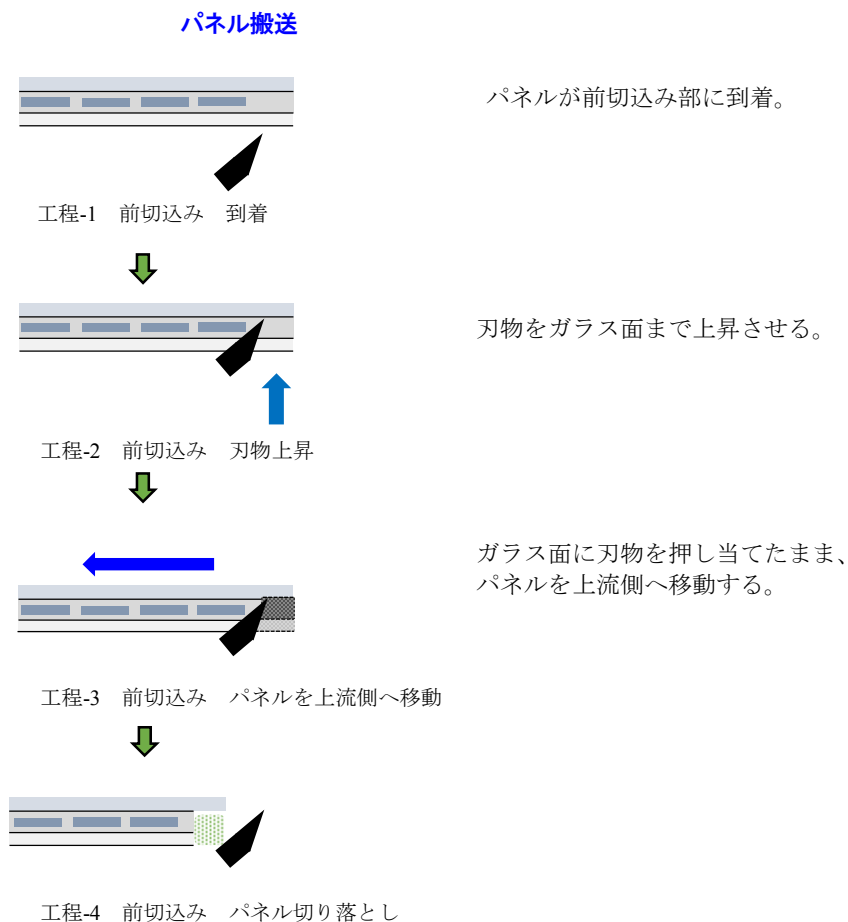 パネル搬送
パネルが前切込み部に到着。
工程-1　前切込み　到着
刃物をガラス面まで上昇させる。
工程-2　前切込み　刃物上昇
ガラス面に刃物を押し当てたまま、
パネルを上流側へ移動する。
工程-3　前切込み　パネルを上流側へ移動
工程-4　前切込み　パネル切り落とし